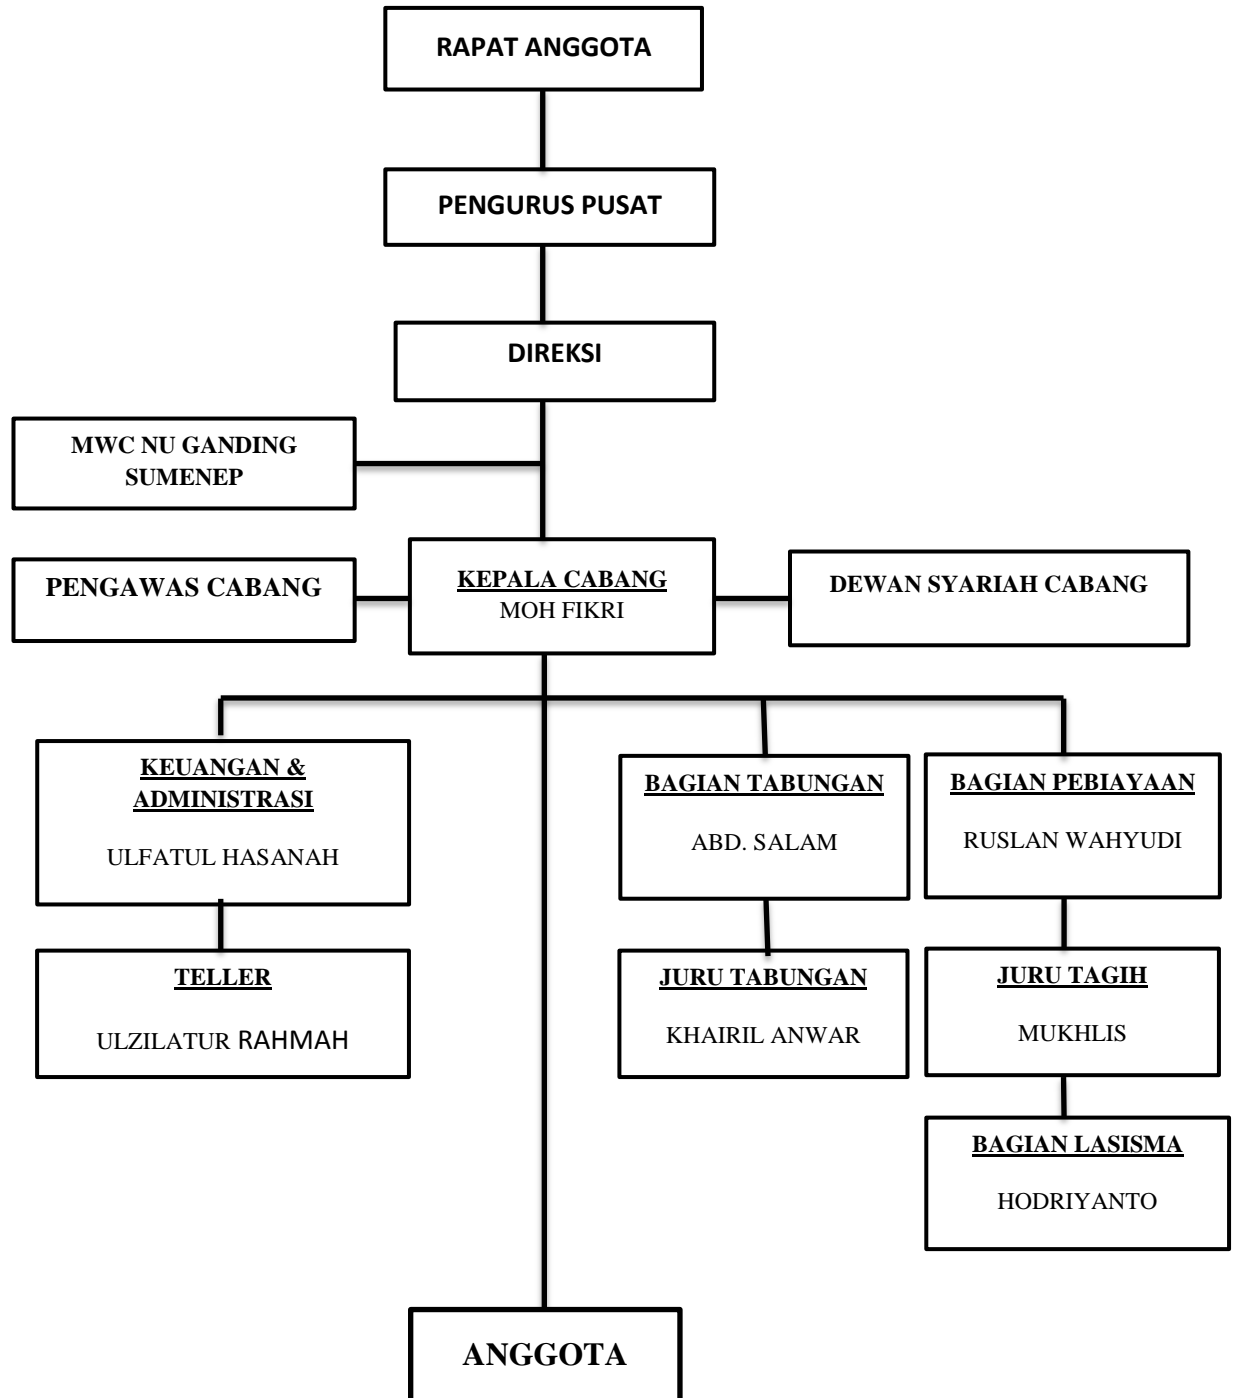 RAPAT ANGGOTA
PENGURUS PUSAT
DIREKSI
MWC NU GANDING
SUMENEP
PENGAWAS CABANG
KEPALA CABANG
MOH FIKRI
DEWAN SYARIAH CABANG
KEUANGAN &
ADMINISTRASI
ULFATUL HASANAH
BAGIAN TABUNGAN
ABD. SALAM
BAGIAN PEBIAYAAN
RUSLAN WAHYUDI
TELLER
ULZILATUR RAHMAH
JURU TABUNGAN
KHAIRIL ANWAR
JURU TAGIH
MUKHLIS
BAGIAN LASISMA
HODRIYANTO
ANGGOTA